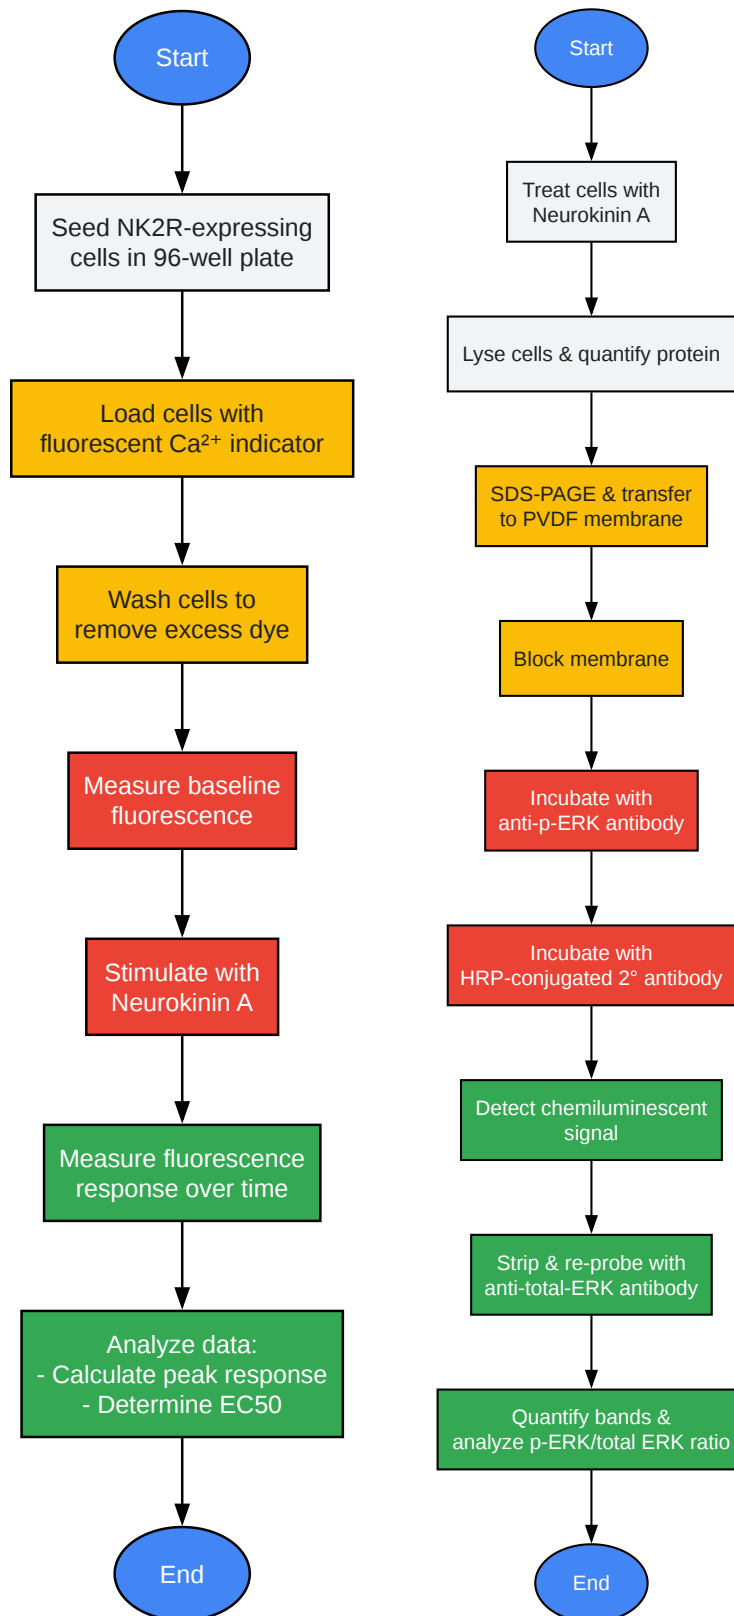 Start
Seed NK2R-expressing
cells in 96-well plate
Load cells with
fluorescent Ca²⁺ indicator
Wash cells to
remove excess dye
Measure baseline
fluorescence
Stimulate with
Neurokinin A
Measure fluorescence
response over time
Analyze data:
- Calculate peak response
- Determine EC50
End
Start
Treat cells with
Neurokinin A
Lyse cells & quantify protein
SDS-PAGE & transfer
to PVDF membrane
Block membrane
Incubate with
anti-p-ERK antibody
Incubate with
HRP-conjugated 2° antibody
Detect chemiluminescent
signal
Strip & re-probe with
anti-total-ERK antibody
Quantify bands &
analyze p-ERK/total ERK ratio
End